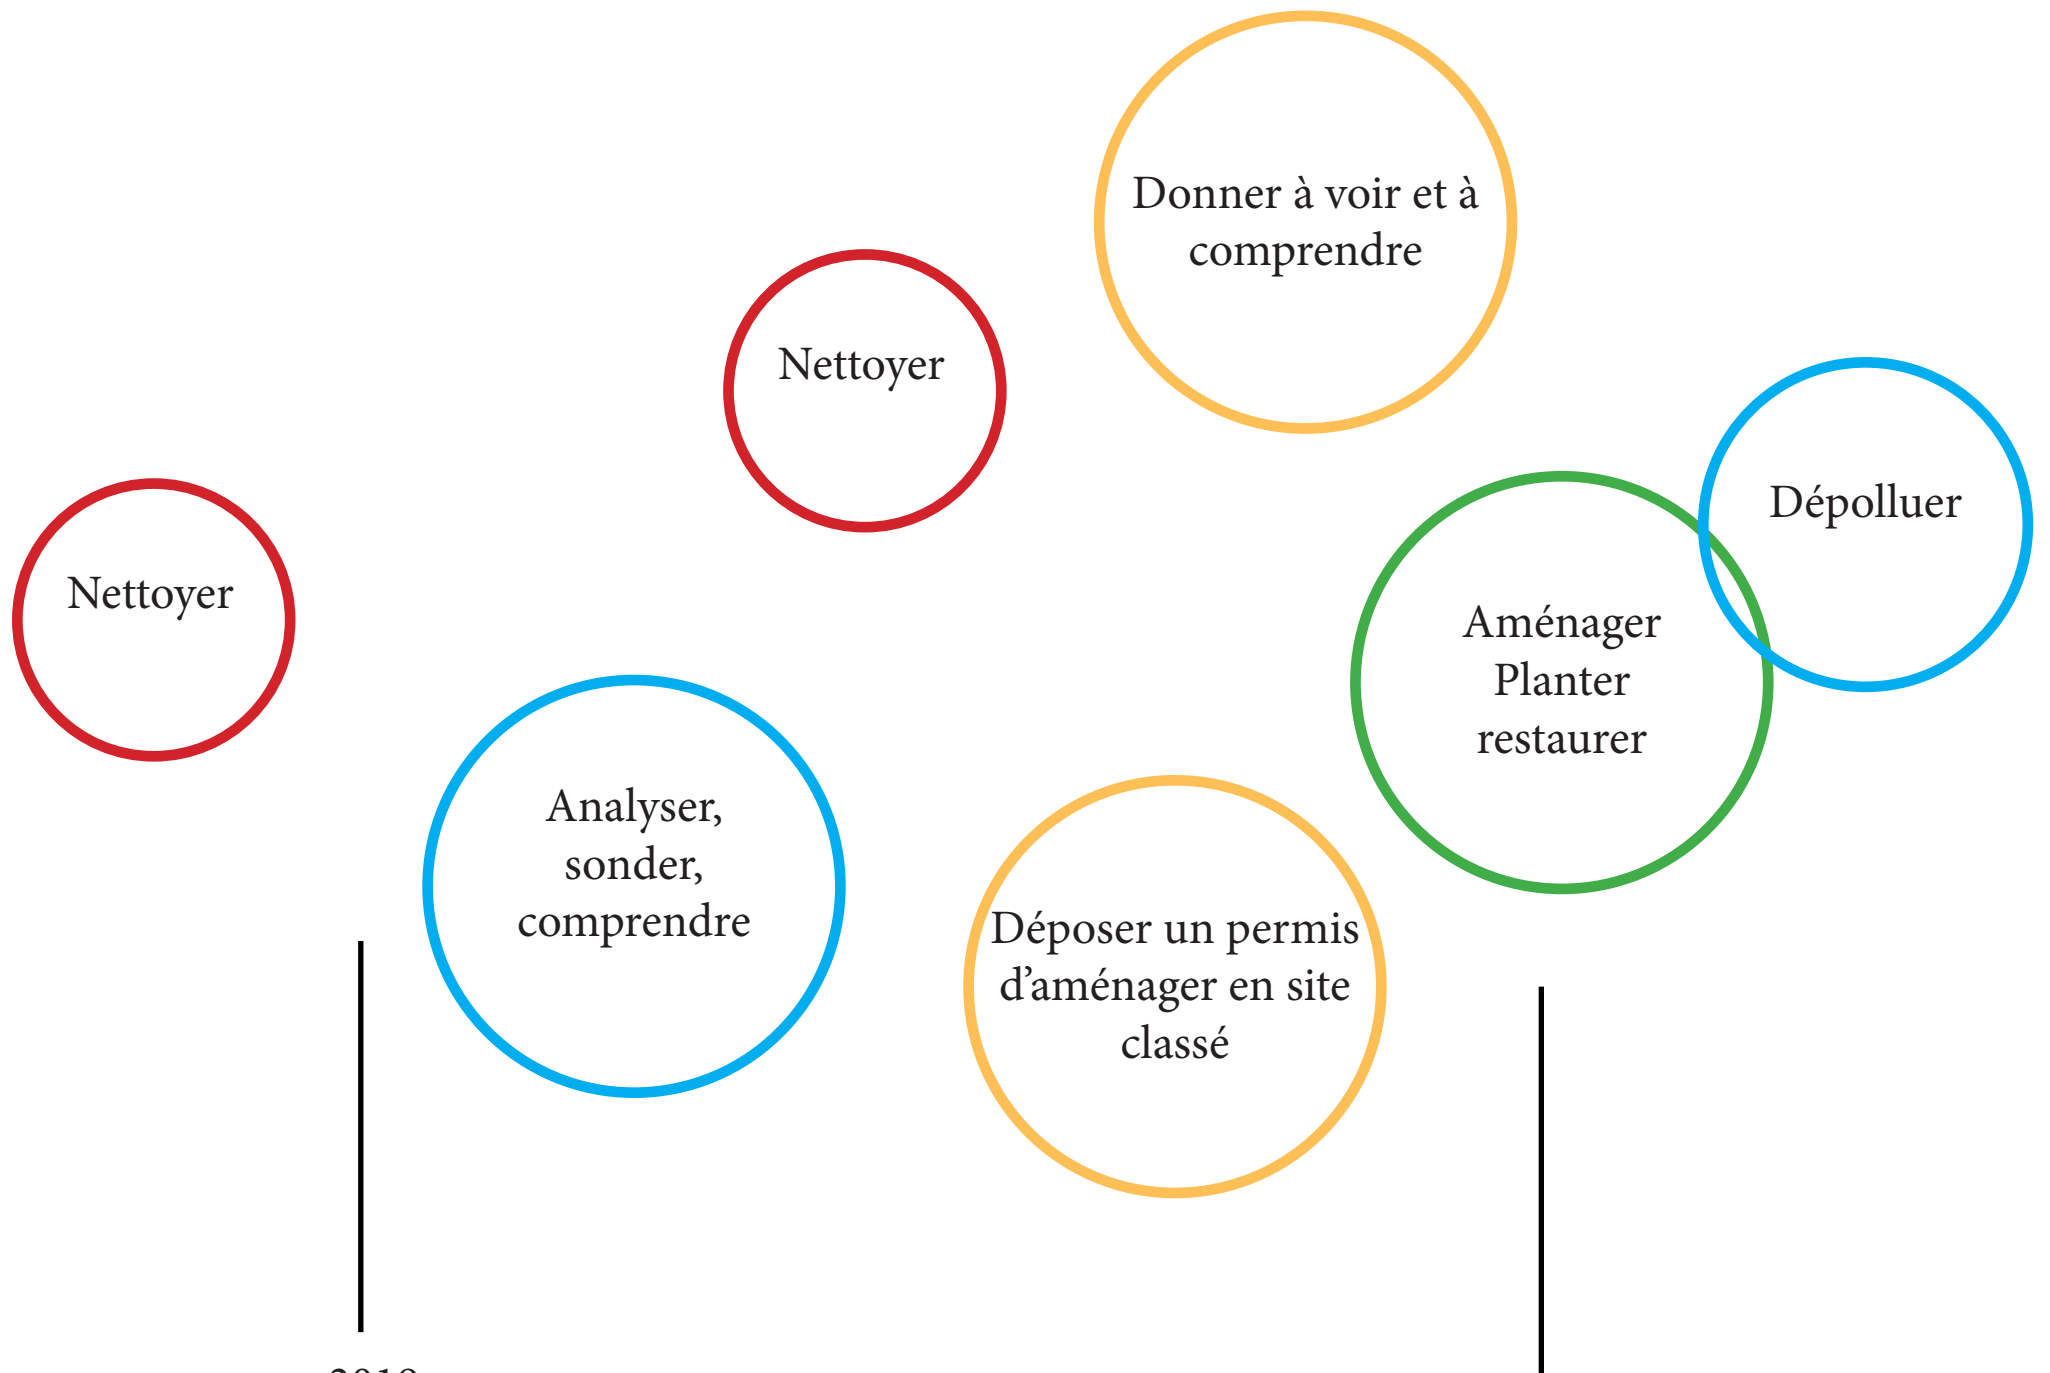 Donner à voir et à
comprendre
Nettoyer
Dépolluer
Nettoyer
Aménager
Planter
restaurer
Analyser,
sonder,
comprendre
Déposer un permis
d’aménager en site
classé